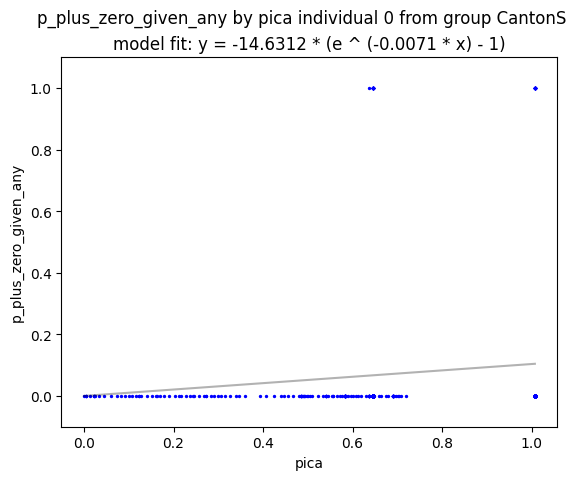 p_plus_zero_given_any by pica individual 0 from group CantonS
model fit: y = -14.6312 * (e ^ (-0.0071 * x) - 1)
1.0
0.8
0.6
0.4
0.2
0.0
p_plus_zero_given_any
0.0 0.2 0.4 0.6 0.8 1.0
pica